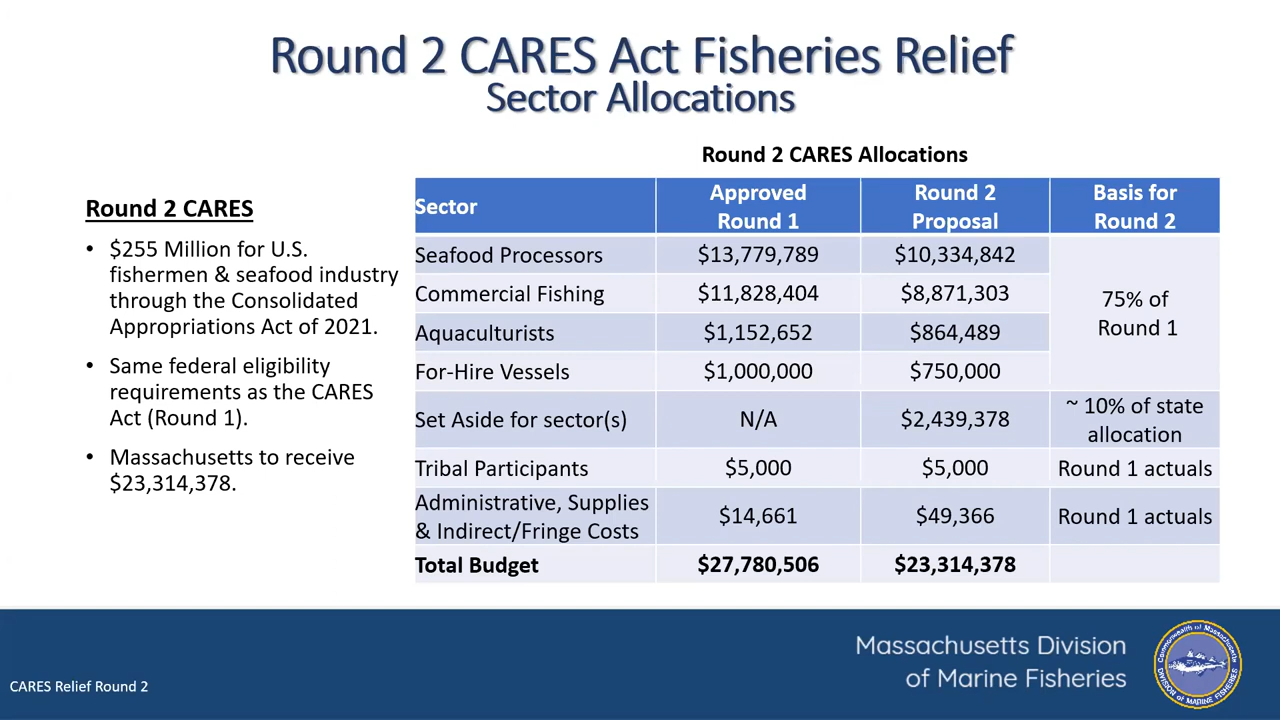 Round 2 CARES Act Fisheries Relief
Sector Allocations
Round 2 CARES
• $255 Million for U.S.
fishermen & seafood industry
through the Consolidated
Appropriations Act of 2021.
• Same federal eligibility
requirements as the CARES
Act (Round 1).
• Massachusetts to receive
$23,314,378.
Round 2 CARES Allocations
Sector Approved Round 1 Round 2 Proposal Basis for Round 2
Seafood Processors $13,779,789 $10,334,842 75% of Round 1
Commercial Fishing $11,828,404 $8,871,303
Aquaculturists $1,152,652 $864,489
For-Hire Vessels $1,000,000 $750,000
Set Aside for sector(s) N/A $2,439,378 ~ 10% of state allocation
Tribal Participants $5,000 $5,000 Round 1 actuals
Administrative, Supplies & Indirect/Fringe Costs $14,661 $49,366 Round 1 actuals
Total Budget $27,780,506 $23,314,378
Massachusetts Division
of Marine Fisheries
Commonwealth of Massachusetts
DIVISION of MARINE FISHERIES
CARES Relief Round 2